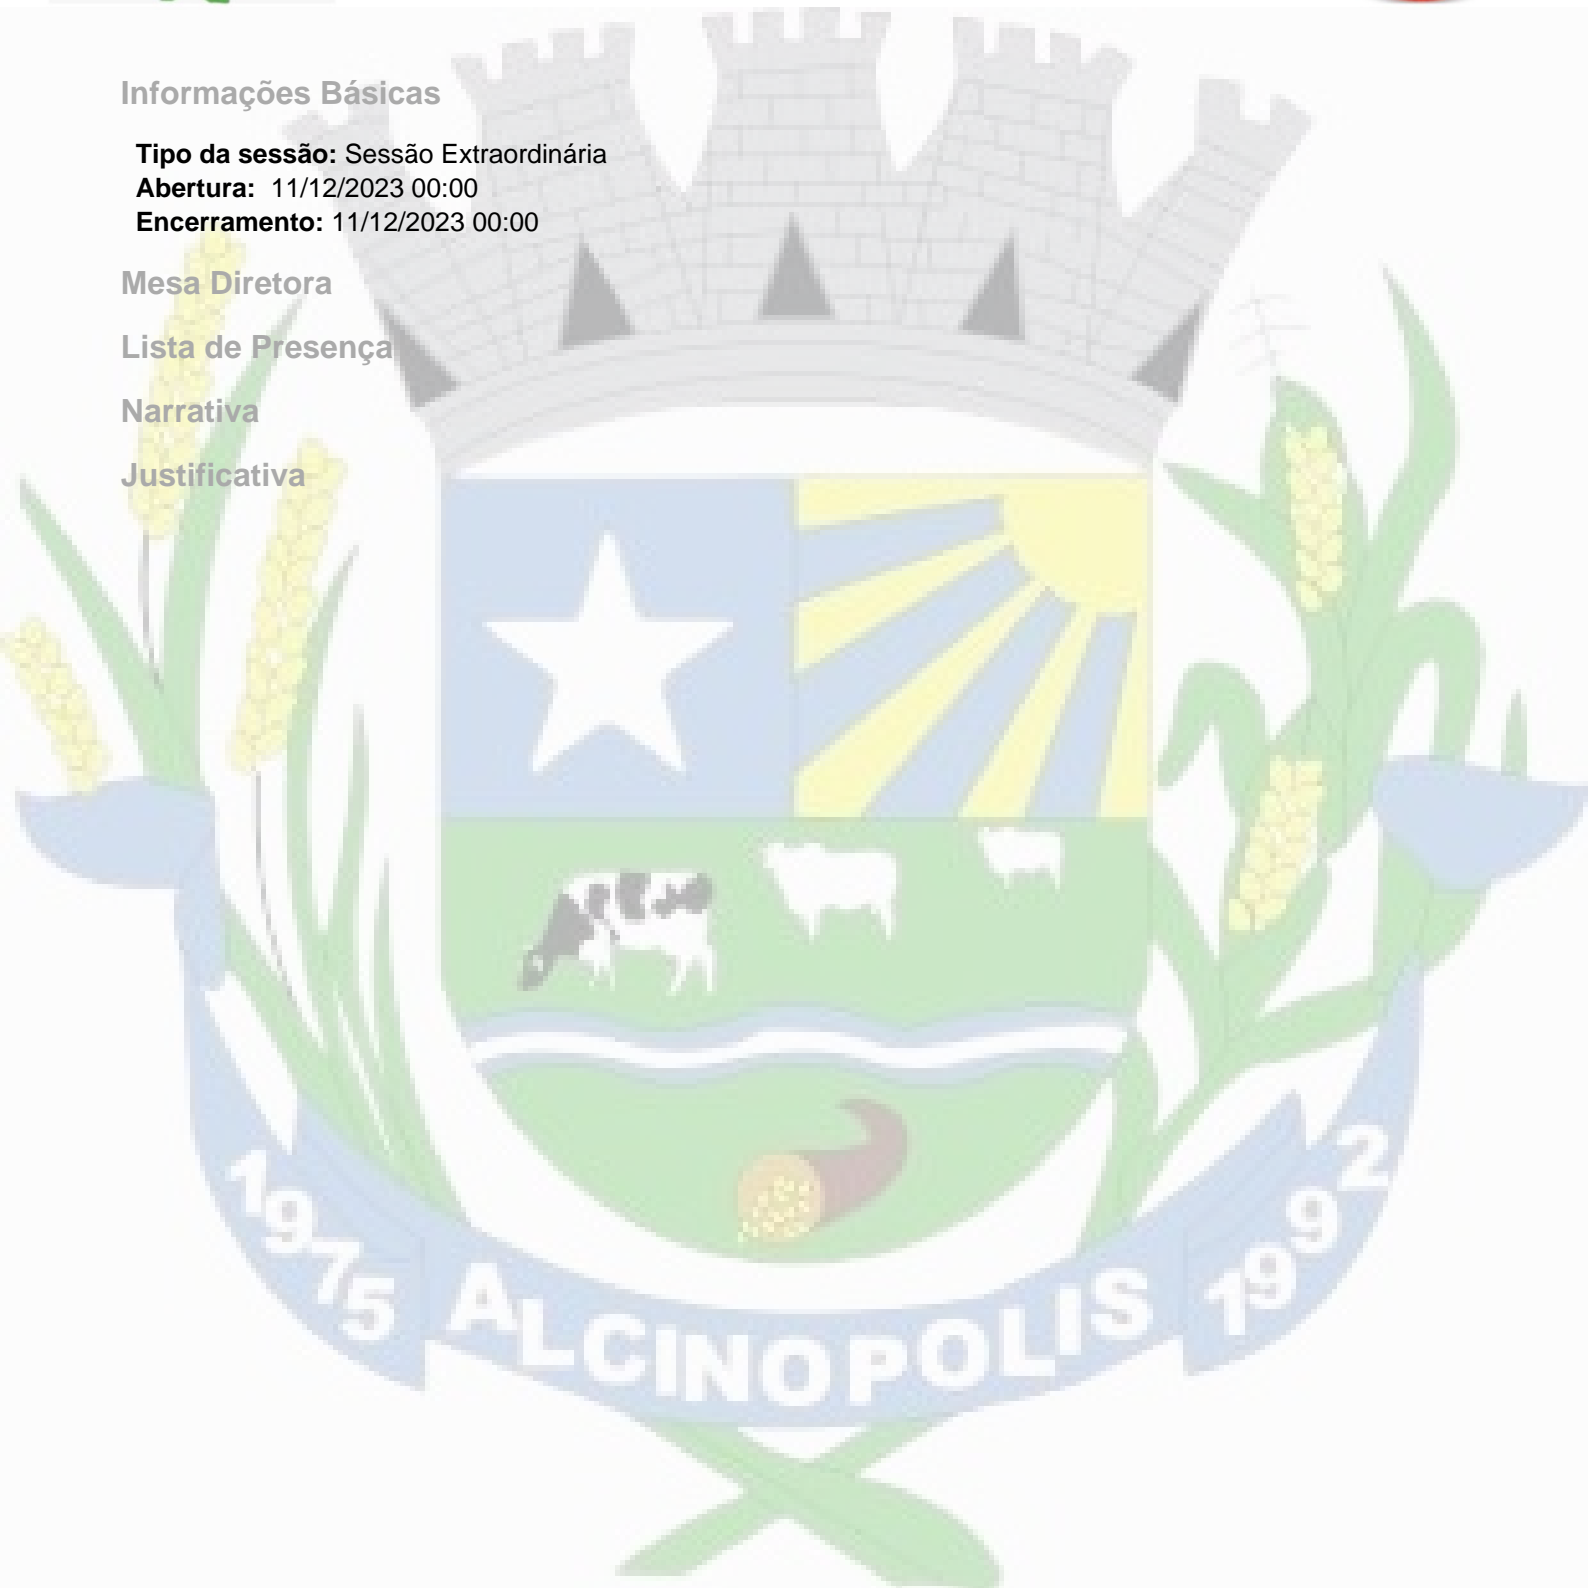 Informações Básicas
Tipo da sessão: Sessão Extraordinária
Abertura: 11/12/2023 00:00
Encerramento: 11/12/2023 00:00
Mesa Diretora
Lista de Presença
Narrativa
Justificativa
1975 ALCINOPOLIS 1992